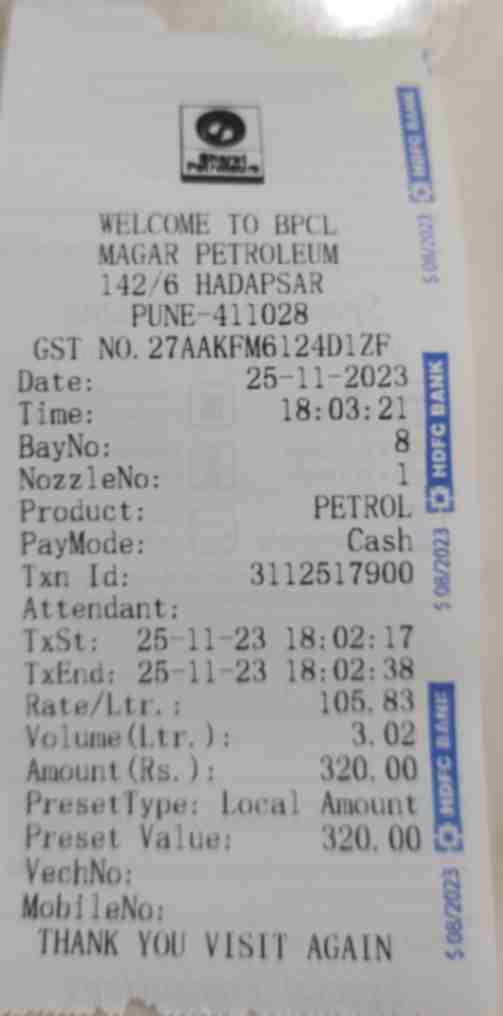 Bharat
Petroleum
WELCOME TO BPCL
MAGAR PETROLEUM
142/6 HADAPSAR
PUNE-411028
GST NO. 27AAKFM6124D1ZF
Date: 25-11-2023
Time: 18:03:21
BayNo: 8
NozzleNo: 1
Product: PETROL
PayMode: Cash
Txn Id: 3112517900
Attendant:
TxSt: 25-11-23 18:02:17
TxEnd: 25-11-23 18:02:38
Rate/Ltr.: 105.83
Volume(Ltr.): 3.02
Amount(Rs.): 320.00
PresetType: Local Amount
Preset Value: 320.00
VechNo:
MobileNo:
THANK YOU VISIT AGAIN
HDFC BANK
S 08/2023
HDFC BANK
S 08/2023
HDFC BANK
S 08/2023